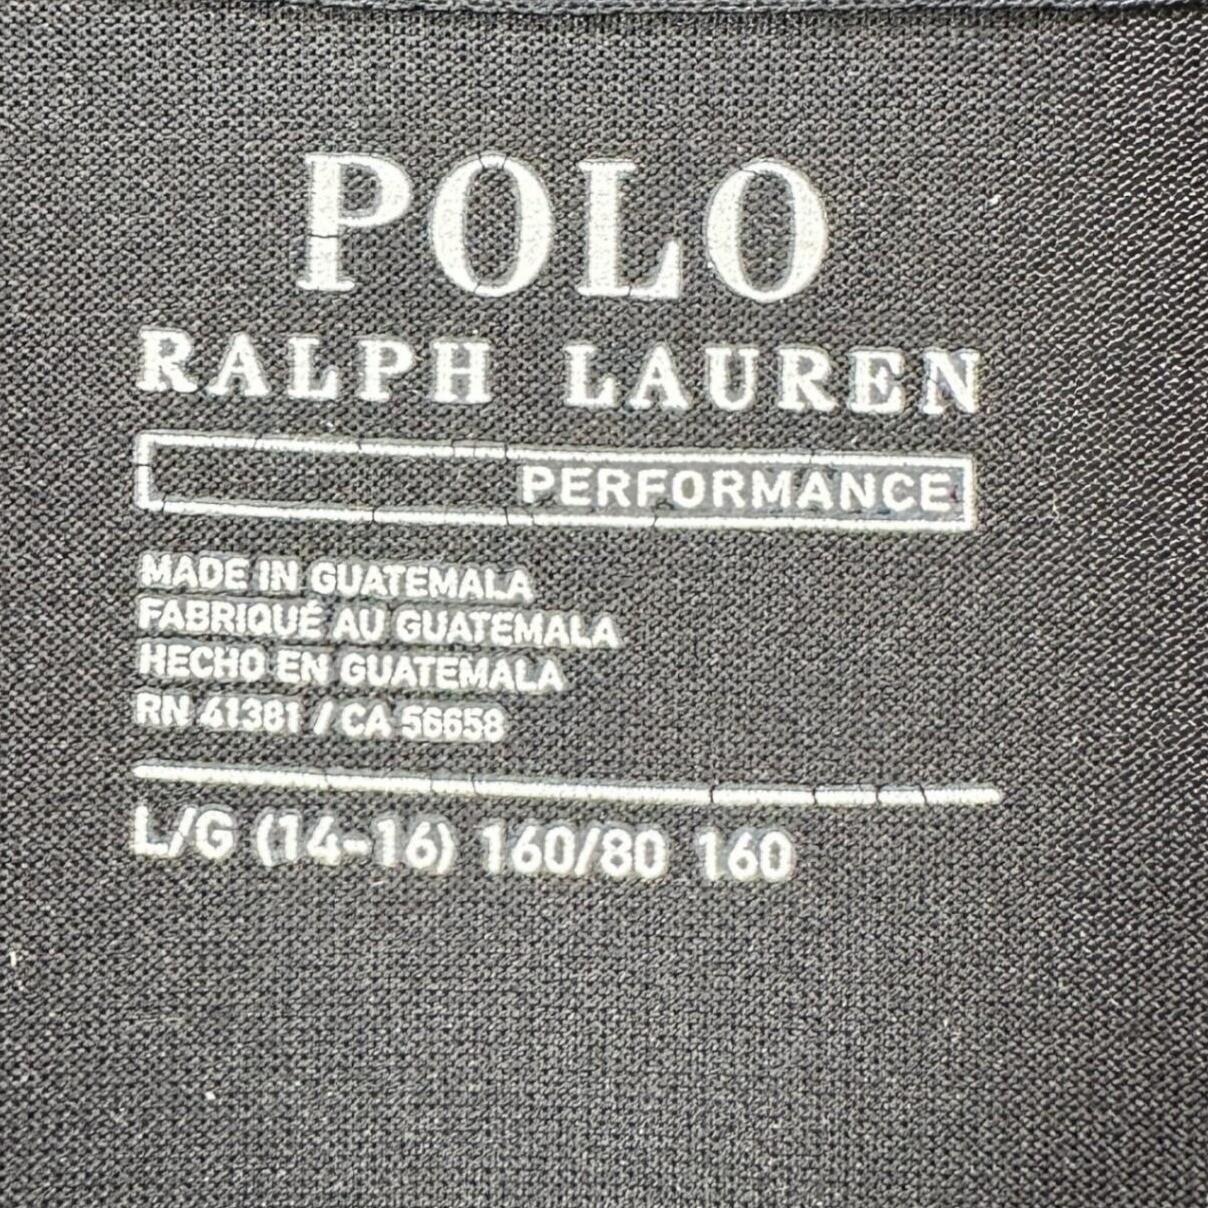 POLO
RALPH LAUREN
PERFORMANCE
MADE IN GUATEMALA
FABRIQUÉ AU GUATEMALA
HECHO EN GUATEMALA
RN 41381 / CA 56658
L/G (14-16) 160/80 160